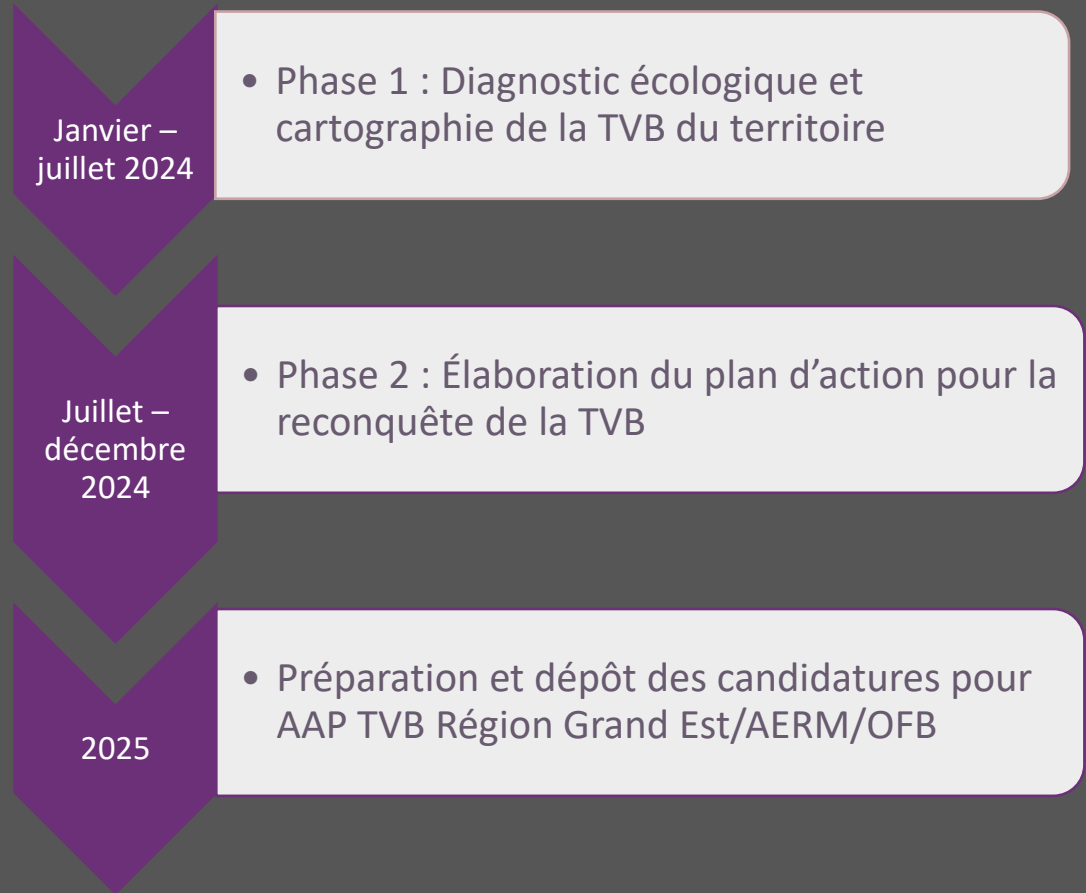 Janvier –
juillet 2024
• Phase 1 : Diagnostic écologique et
cartographie de la TVB du territoire
Juillet –
décembre
2024
• Phase 2 : Élaboration du plan d’action pour la
reconquête de la TVB
2025
• Préparation et dépôt des candidatures pour
AAP TVB Région Grand Est/AERM/OFB